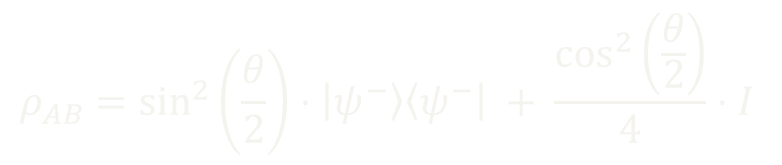 ρ_AB = sin²(θ/2) · |ψ⁻⟩⟨ψ⁻| + cos²(θ/2)/4 · I